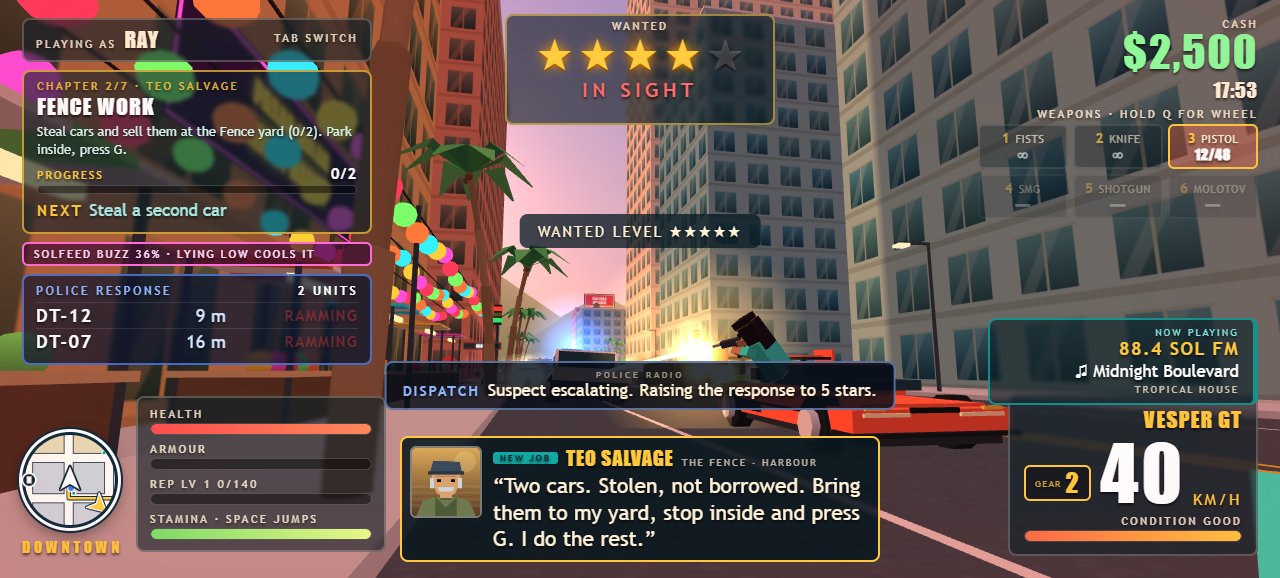 PLAYING AS RAY TAB SWITCH
CHAPTER 2/7 · TEO SALVAGE
FENCE WORK
Steal cars and sell them at the Fence yard (0/2). Park
inside, press G.
PROGRESS 0/2
NEXT Steal a second car
SOLFEED BUZZ 36% · LYING LOW COOLS IT
POLICE RESPONSE 2 UNITS
DT-12 9 m RAMMING
DT-07 16 m RAMMING
HEALTH
ARMOUR
REP LV 1 0/140
STAMINA · SPACE JUMPS
DOWNTOWN
WANTED
★★★★★
IN SIGHT
WANTED LEVEL ★★★★★
POLICE RADIO
DISPATCH Suspect escalating. Raising the response to 5 stars.
NEW JOB TEO SALVAGE THE FENCE · HARBOUR
“Two cars. Stolen, not borrowed. Bring
them to my yard, stop inside and press
G. I do the rest.”
CASH
$2,500
17:53
WEAPONS · HOLD Q FOR WHEEL
1 FISTS
∞
2 KNIFE
∞
3 PISTOL
12/48
4 SMG
—
5 SHOTGUN
—
6 MOLOTOV
—
NOW PLAYING
88.4 SOL FM
♫ Midnight Boulevard
TROPICAL HOUSE
VESPER GT
GEAR 2 40 KM/H
CONDITION GOOD